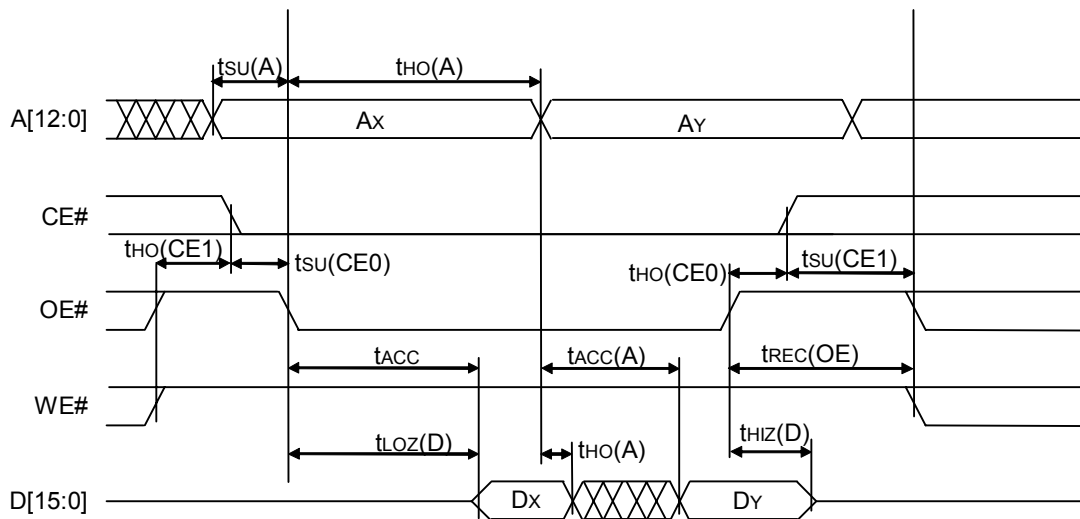 tSU(A) tHO(A)
A[12:0] AX AY
CE#
tHO(CE1) tSU(CE0) tHO(CE0) tSU(CE1)
OE#
tACC tACC(A) tREC(OE)
WE#
tLOZ(D) tHO(A) tHIZ(D)
D[15:0] DX DY